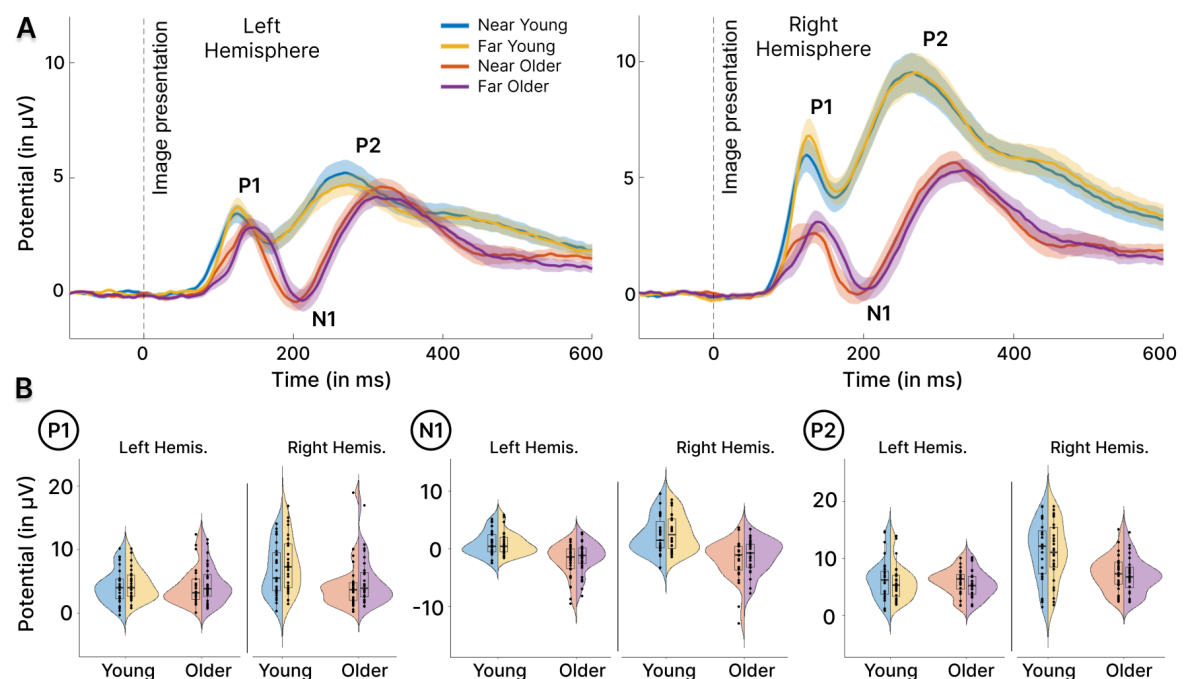 A
Left
Hemisphere
Image presentation
Near Young
Far Young
Near Older
Far Older
P1
P2
N1
10
5
0
Potential (in µV)
0
200
400
600
Time (in ms)
Right
Hemisphere
Image presentation
P1
P2
N1
10
5
0
0
200
400
600
Time (in ms)
B
P1
Left Hemis.
Right Hemis.
Potential (in µV)
20
10
0
Young
Older
Young
Older
N1
Left Hemis.
Right Hemis.
10
0
-10
Young
Older
Young
Older
P2
Left Hemis.
Right Hemis.
20
10
0
Young
Older
Young
Older